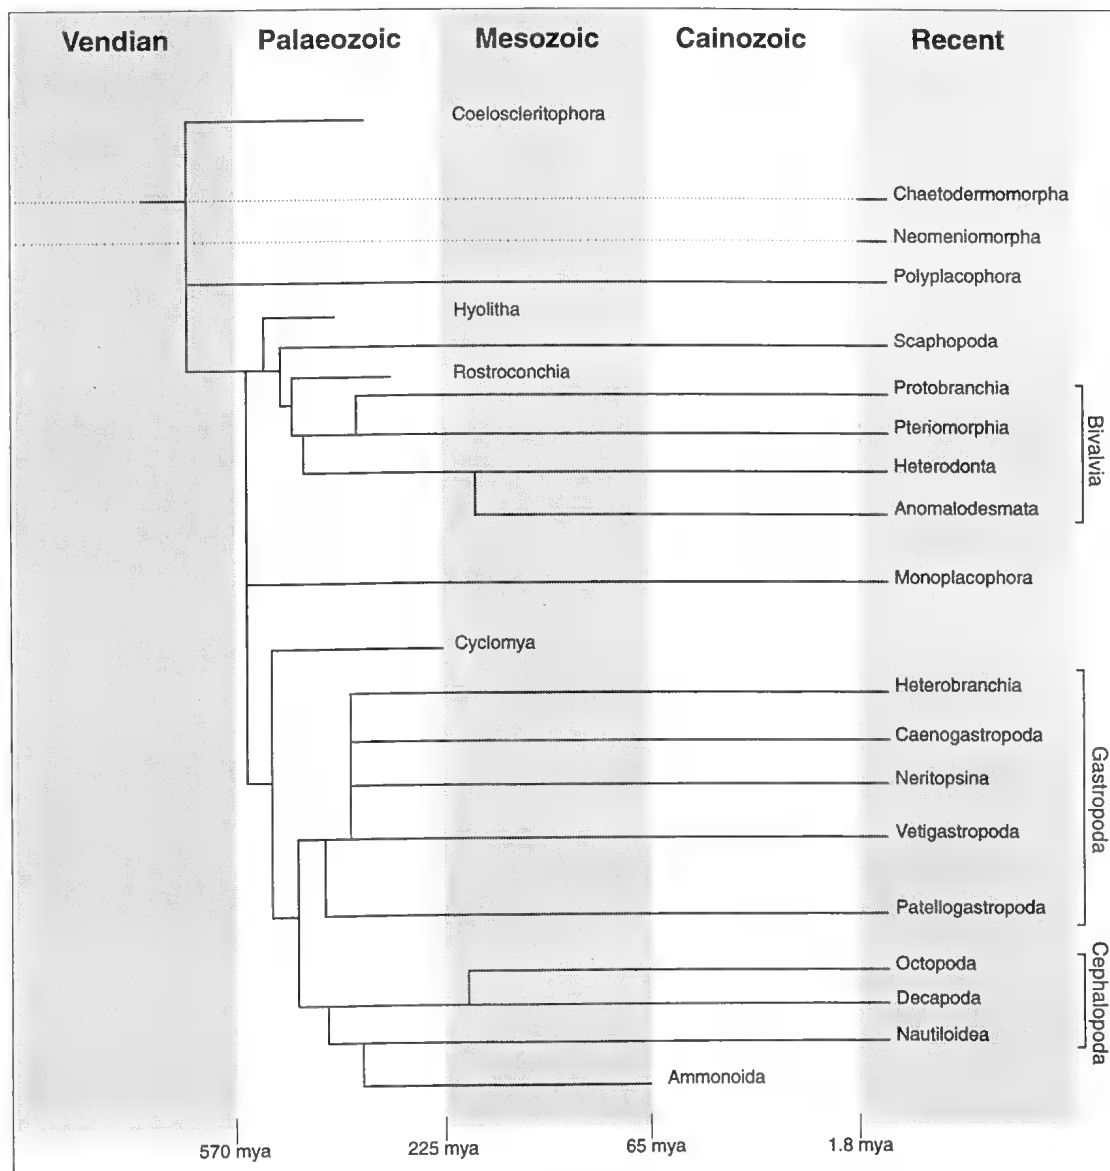 Vendian Palaeozoic Mesozoic Cainozoic Recent
Coeloscleritophora
Chaetodermomorpha
Neomeniomorpha
Polyplacophora
Hyolitha
Scaphopoda
Rostroconchia
Protobranchia
Pteriomorphia
Heterodonta
Anomalodesmata
Bivalvia
Monoplacophora
Cyclomya
Heterobranchia
Caenogastropoda
Neritopsina
Vetigastropoda
Patellogastropoda
Gastropoda
Octopoda
Decapoda
Nautiloidea
Cephalopoda
Ammonoida
570 mya 225 mya 65 mya 1.8 mya